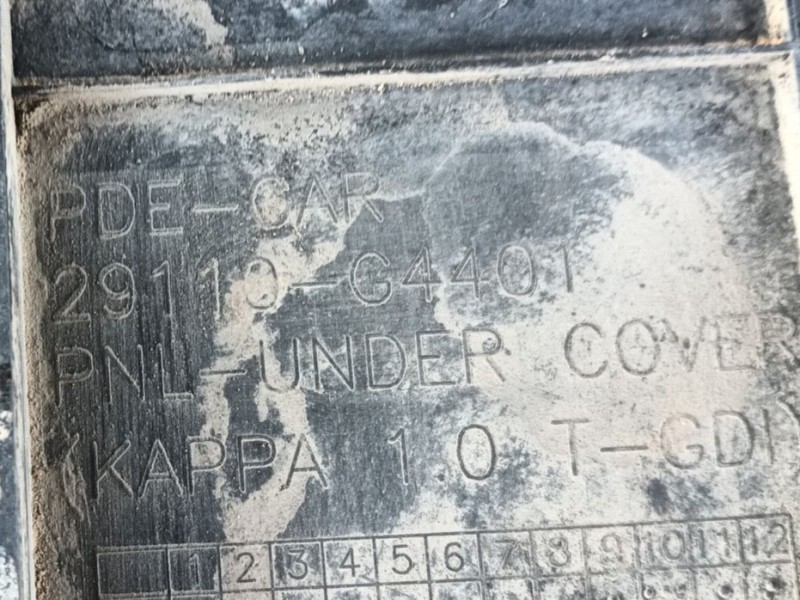 PDE-CAR
29110-G4401
PNL-UNDER COVER
(KAPPA 1.0 T-GDI)
1 2 3 4 5 6 7 8 9 10 11 12